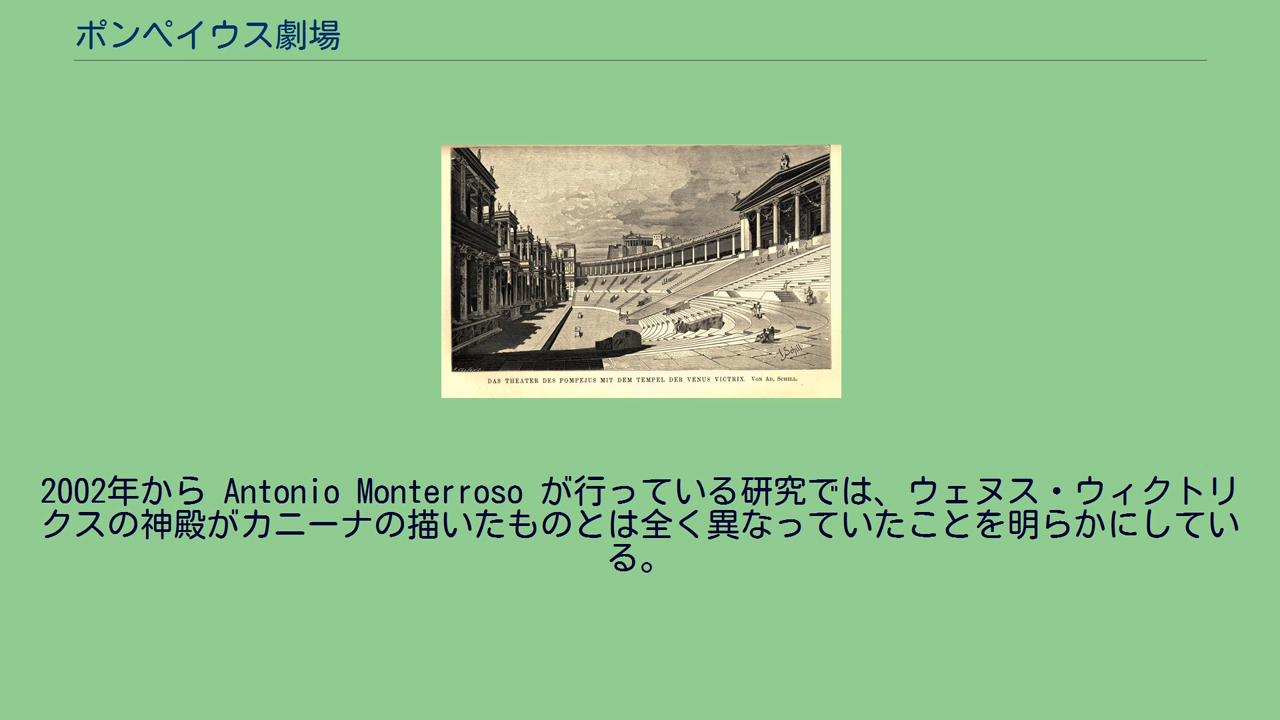 ポンペイウス劇場
DAS THEATER DES POMPEJUS MIT DEM TEMPEL DER VENUS VICTRIX. VON AD. SCHILL.
2002年から Antonio Monterroso が行っている研究では、ウェヌス・ウィクトリ
クスの神殿がカニーナの描いたものとは全く異なっていたことを明らかにしてい
る。